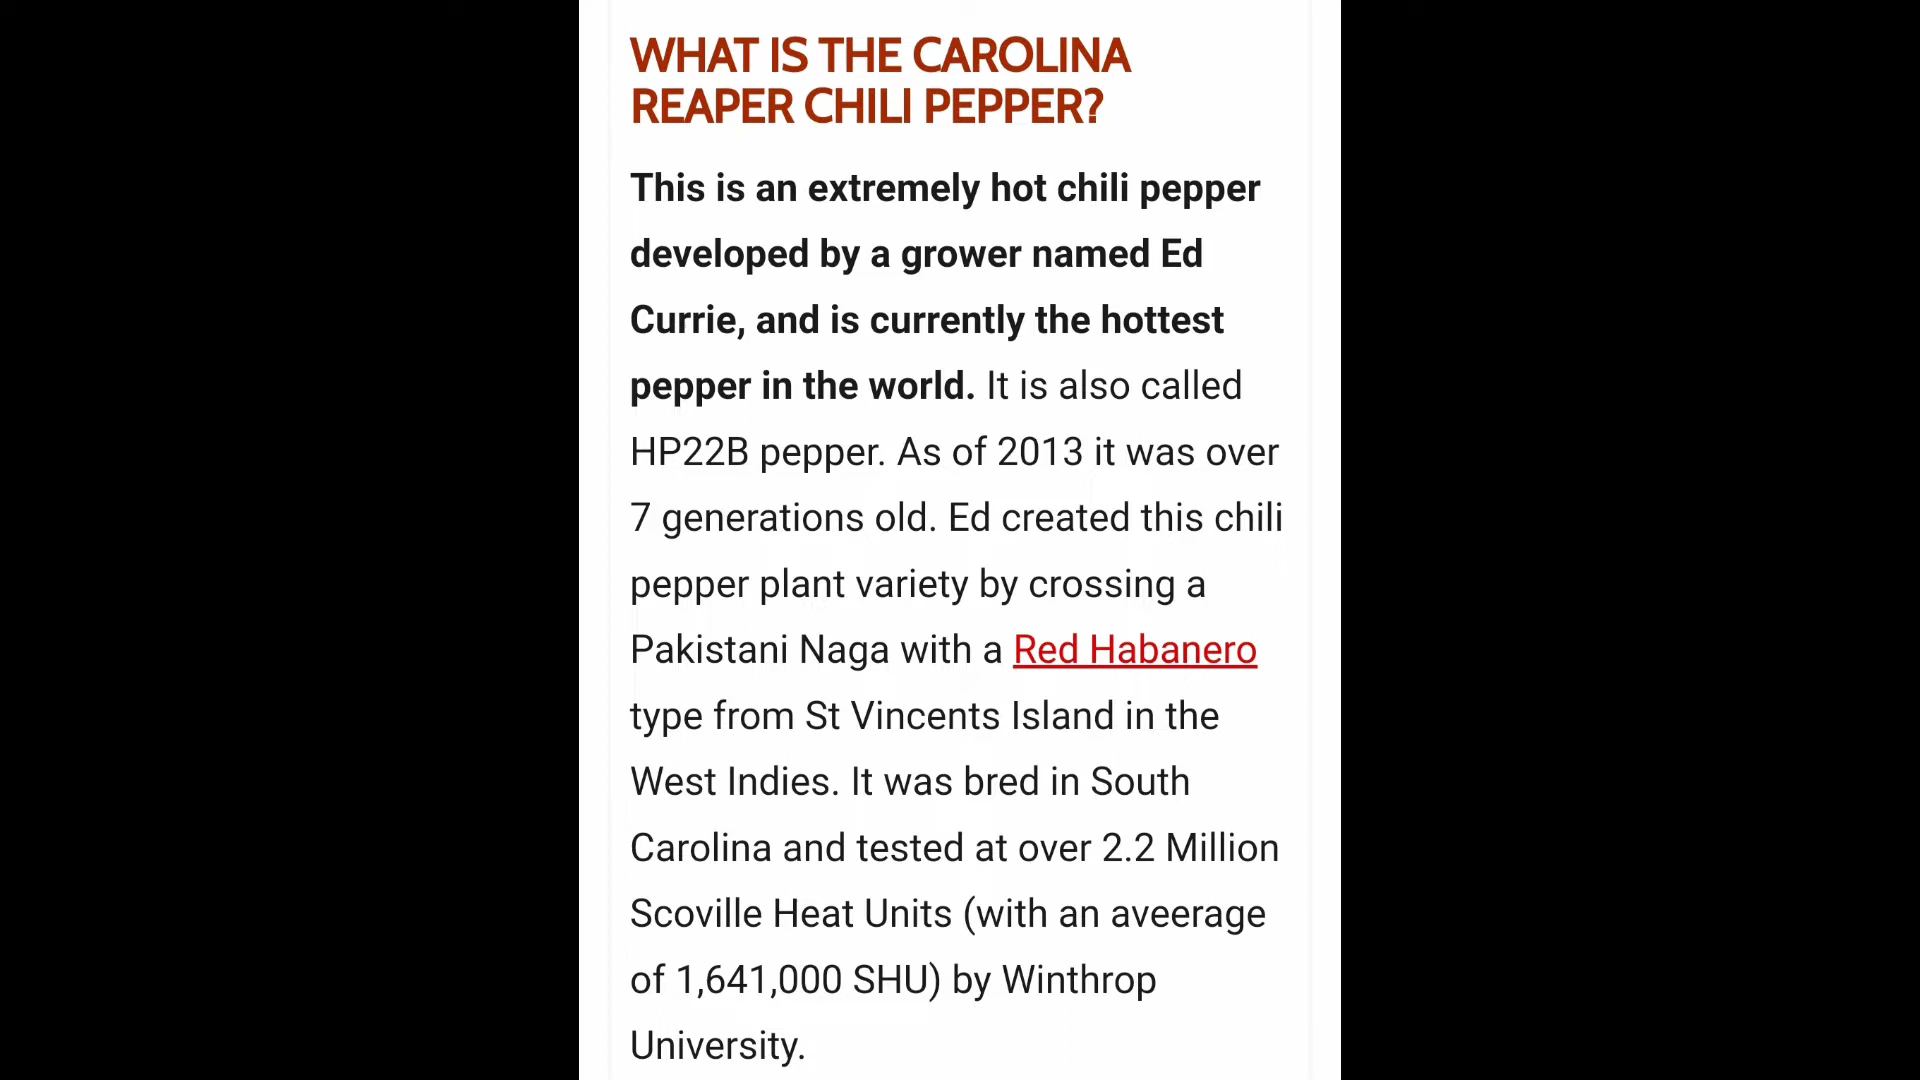 WHAT IS THE CAROLINA
REAPER CHILI PEPPER?
This is an extremely hot chili pepper
developed by a grower named Ed
Currie, and is currently the hottest
pepper in the world. It is also called
HP22B pepper. As of 2013 it was over
7 generations old. Ed created this chili
pepper plant variety by crossing a
Pakistani Naga with a Red Habanero
type from St Vincents Island in the
West Indies. It was bred in South
Carolina and tested at over 2.2 Million
Scoville Heat Units (with an aveerage
of 1,641,000 SHU) by Winthrop
University.